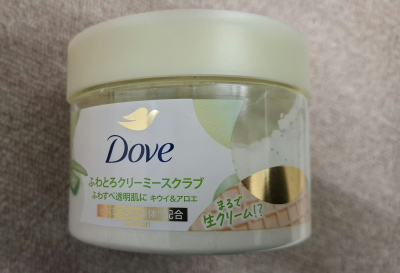 Dove
ふわとろクリーミースクラブ
ふわすべ透明肌に キウイ&アロエ
配合
まるで
生クリーム!?